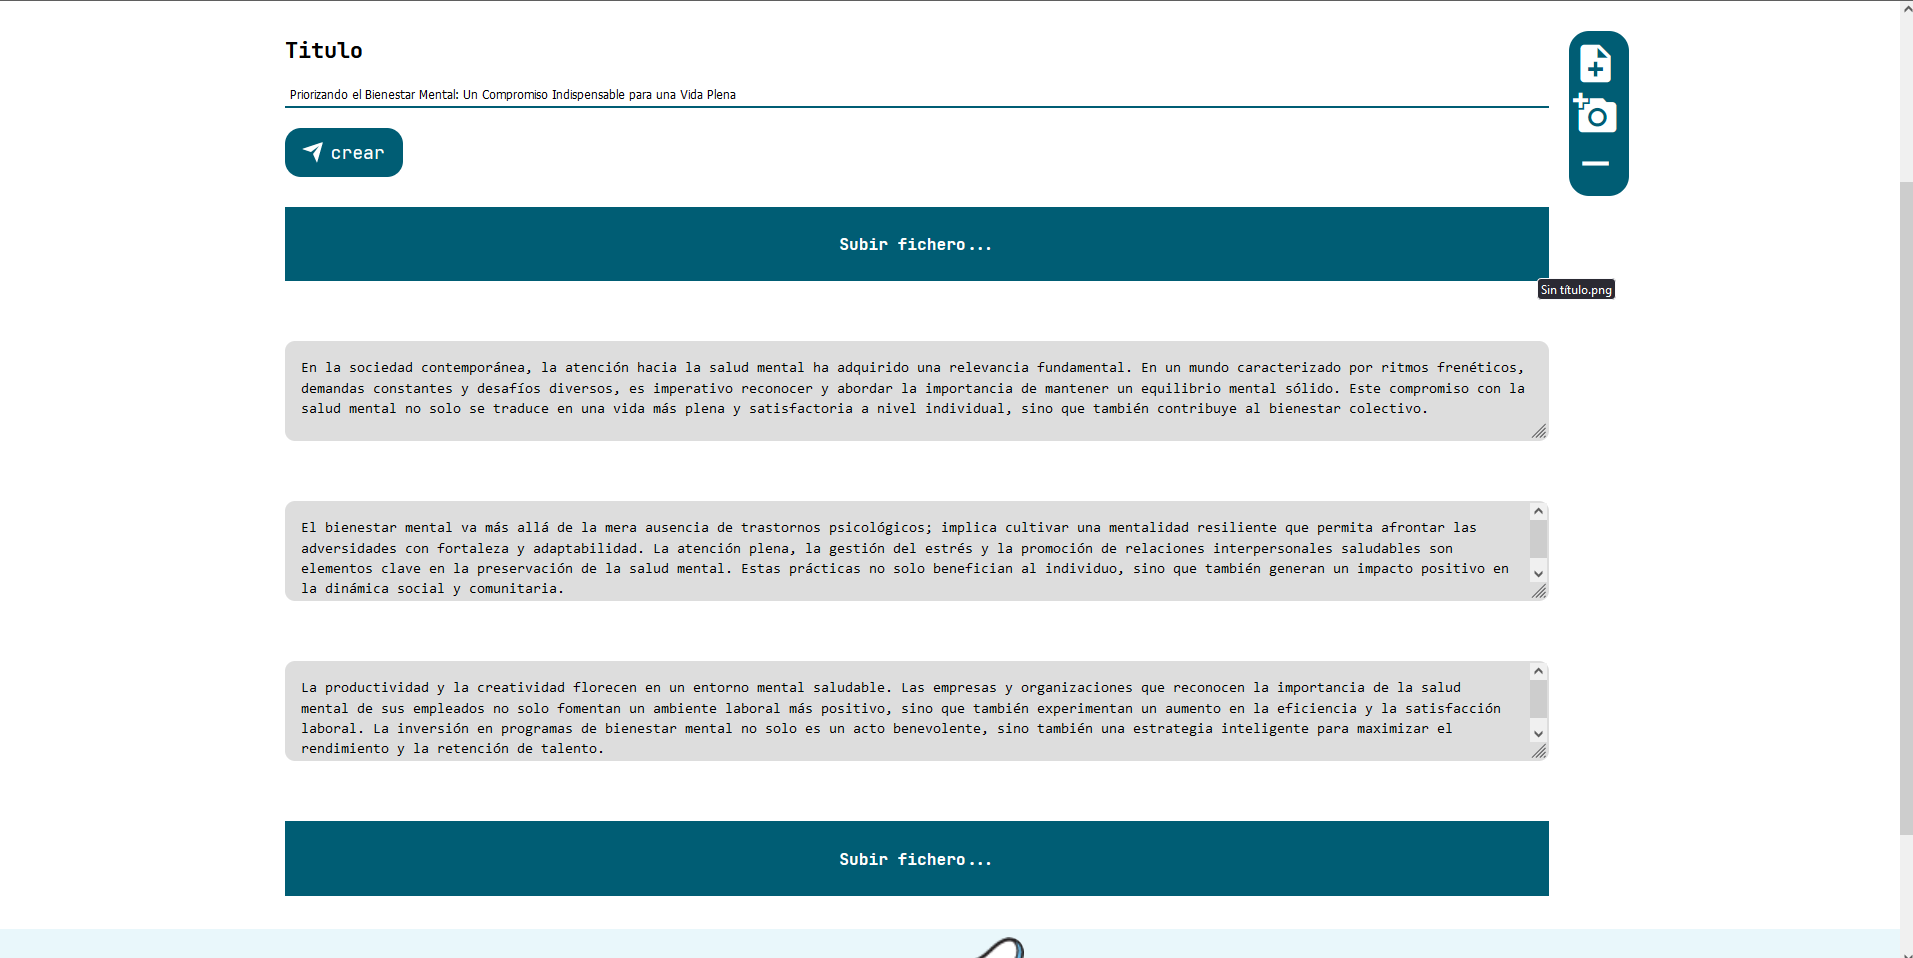 Titulo
Priorizando el Bienestar Mental: Un Compromiso Indispensable para una Vida Plena
crear
Subir fichero...
Sin título.png
En la sociedad contemporánea, la atención hacia la salud mental ha adquirido una relevancia fundamental. En un mundo caracterizado por ritmos frenéticos,
demandas constantes y desafíos diversos, es imperativo reconocer y abordar la importancia de mantener un equilibrio mental sólido. Este compromiso con la
salud mental no solo se traduce en una vida más plena y satisfactoria a nivel individual, sino que también contribuye al bienestar colectivo.
El bienestar mental va más allá de la mera ausencia de trastornos psicológicos; implica cultivar una mentalidad resiliente que permita afrontar las
adversidades con fortaleza y adaptabilidad. La atención plena, la gestión del estrés y la promoción de relaciones interpersonales saludables son
elementos clave en la preservación de la salud mental. Estas prácticas no solo benefician al individuo, sino que también generan un impacto positivo en
la dinámica social y comunitaria.
La productividad y la creatividad florecen en un entorno mental saludable. Las empresas y organizaciones que reconocen la importancia de la salud
mental de sus empleados no solo fomentan un ambiente laboral más positivo, sino que también experimentan un aumento en la eficiencia y la satisfacción
laboral. La inversión en programas de bienestar mental no solo es un acto benevolente, sino también una estrategia inteligente para maximizar el
rendimiento y la retención de talento.
Subir fichero...